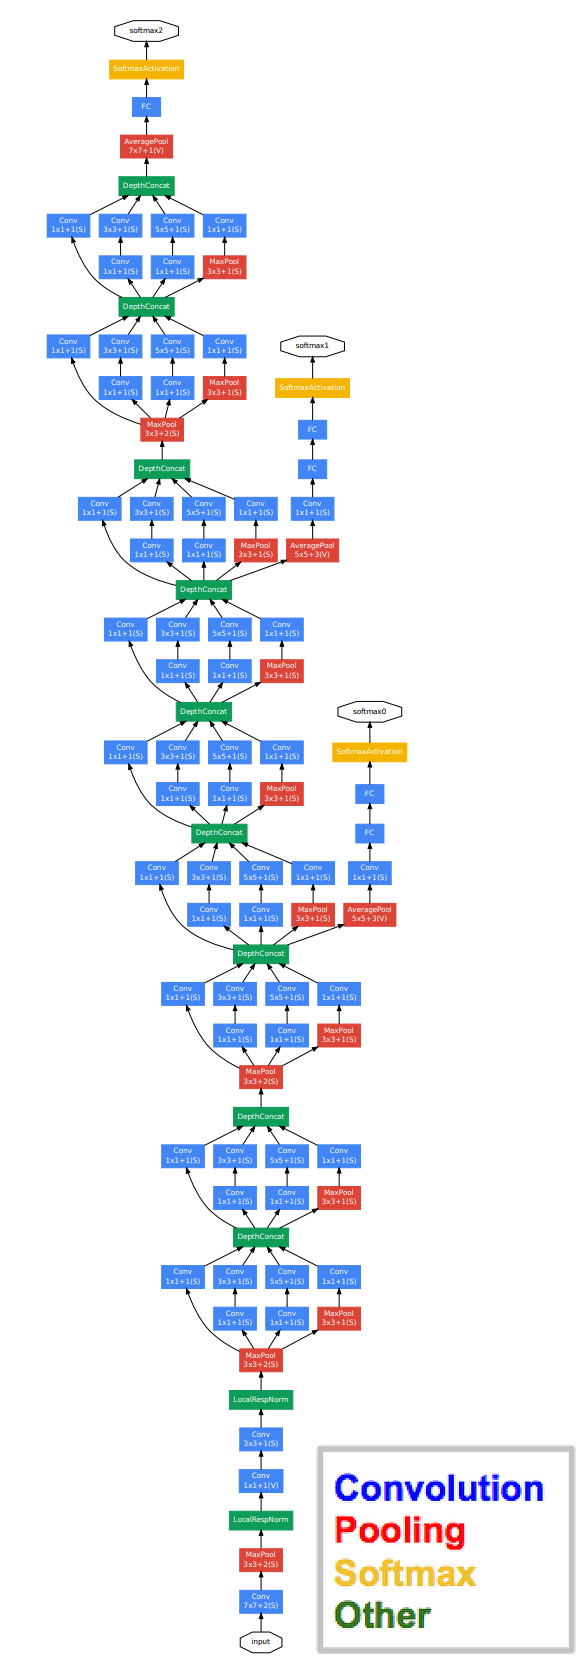 softmax2
SoftmaxActivation
FC
AveragePool
7x7+1(V)
DepthConcat
Conv Conv Conv Conv
1x1+1(S) 3x3+1(S) 5x5+1(S) 1x1+1(S)
Conv Conv MaxPool
1x1+1(S) 1x1+1(S) 3x3+1(S)
DepthConcat
Conv Conv Conv Conv
1x1+1(S) 3x3+1(S) 5x5+1(S) 1x1+1(S)
softmax1
Conv Conv MaxPool
1x1+1(S) 1x1+1(S) 3x3+1(S)
SoftmaxActivation
MaxPool
3x3+2(S)
FC
DepthConcat
FC
Conv Conv Conv Conv Conv
1x1+1(S) 3x3+1(S) 5x5+1(S) 1x1+1(S) 1x1+1(S)
Conv Conv MaxPool AveragePool
1x1+1(S) 1x1+1(S) 3x3+1(S) 5x5+3(V)
DepthConcat
Conv Conv Conv Conv
1x1+1(S) 3x3+1(S) 5x5+1(S) 1x1+1(S)
Conv Conv MaxPool
1x1+1(S) 1x1+1(S) 3x3+1(S)
DepthConcat
softmax0
Conv Conv Conv Conv
1x1+1(S) 3x3+1(S) 5x5+1(S) 1x1+1(S)
SoftmaxActivation
Conv Conv MaxPool
1x1+1(S) 1x1+1(S) 3x3+1(S)
FC
DepthConcat
FC
Conv Conv Conv Conv Conv
1x1+1(S) 3x3+1(S) 5x5+1(S) 1x1+1(S) 1x1+1(S)
Conv Conv MaxPool AveragePool
1x1+1(S) 1x1+1(S) 3x3+1(S) 5x5+3(V)
DepthConcat
Conv Conv Conv Conv
1x1+1(S) 3x3+1(S) 5x5+1(S) 1x1+1(S)
Conv Conv MaxPool
1x1+1(S) 1x1+1(S) 3x3+1(S)
MaxPool
3x3+2(S)
DepthConcat
Conv Conv Conv Conv
1x1+1(S) 3x3+1(S) 5x5+1(S) 1x1+1(S)
Conv Conv MaxPool
1x1+1(S) 1x1+1(S) 3x3+1(S)
DepthConcat
Conv Conv Conv Conv
1x1+1(S) 3x3+1(S) 5x5+1(S) 1x1+1(S)
Conv Conv MaxPool
1x1+1(S) 1x1+1(S) 3x3+1(S)
MaxPool
3x3+2(S)
LocalRespNorm
Conv
3x3+1(S)
Conv
1x1+1(V)
LocalRespNorm
MaxPool
3x3+2(S)
Conv
7x7+2(S)
input
Convolution
Pooling
Softmax
Other